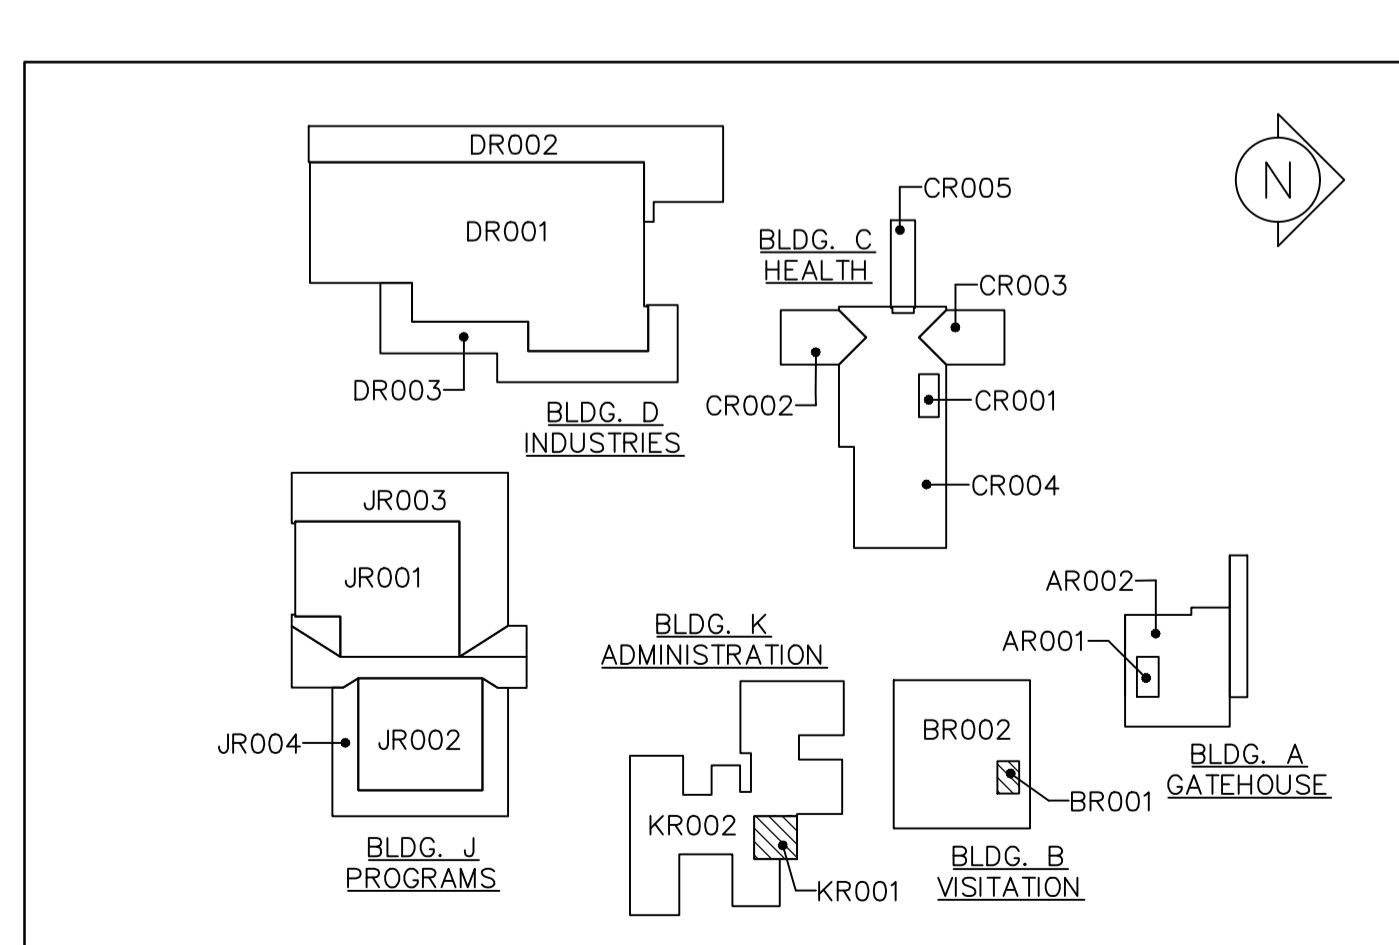 DR002
DR001
DR003
BLDG. D
INDUSTRIES
CR005
BLDG. C
HEALTH
CR003
CR002
CR001
CR004
N
JR003
JR001
JR004
JR002
BLDG. J
PROGRAMS
BLDG. K
ADMINISTRATION
KR002
KR001
BR002
BR001
BLDG. B
VISITATION
AR002
AR001
BLDG. A
GATEHOUSE